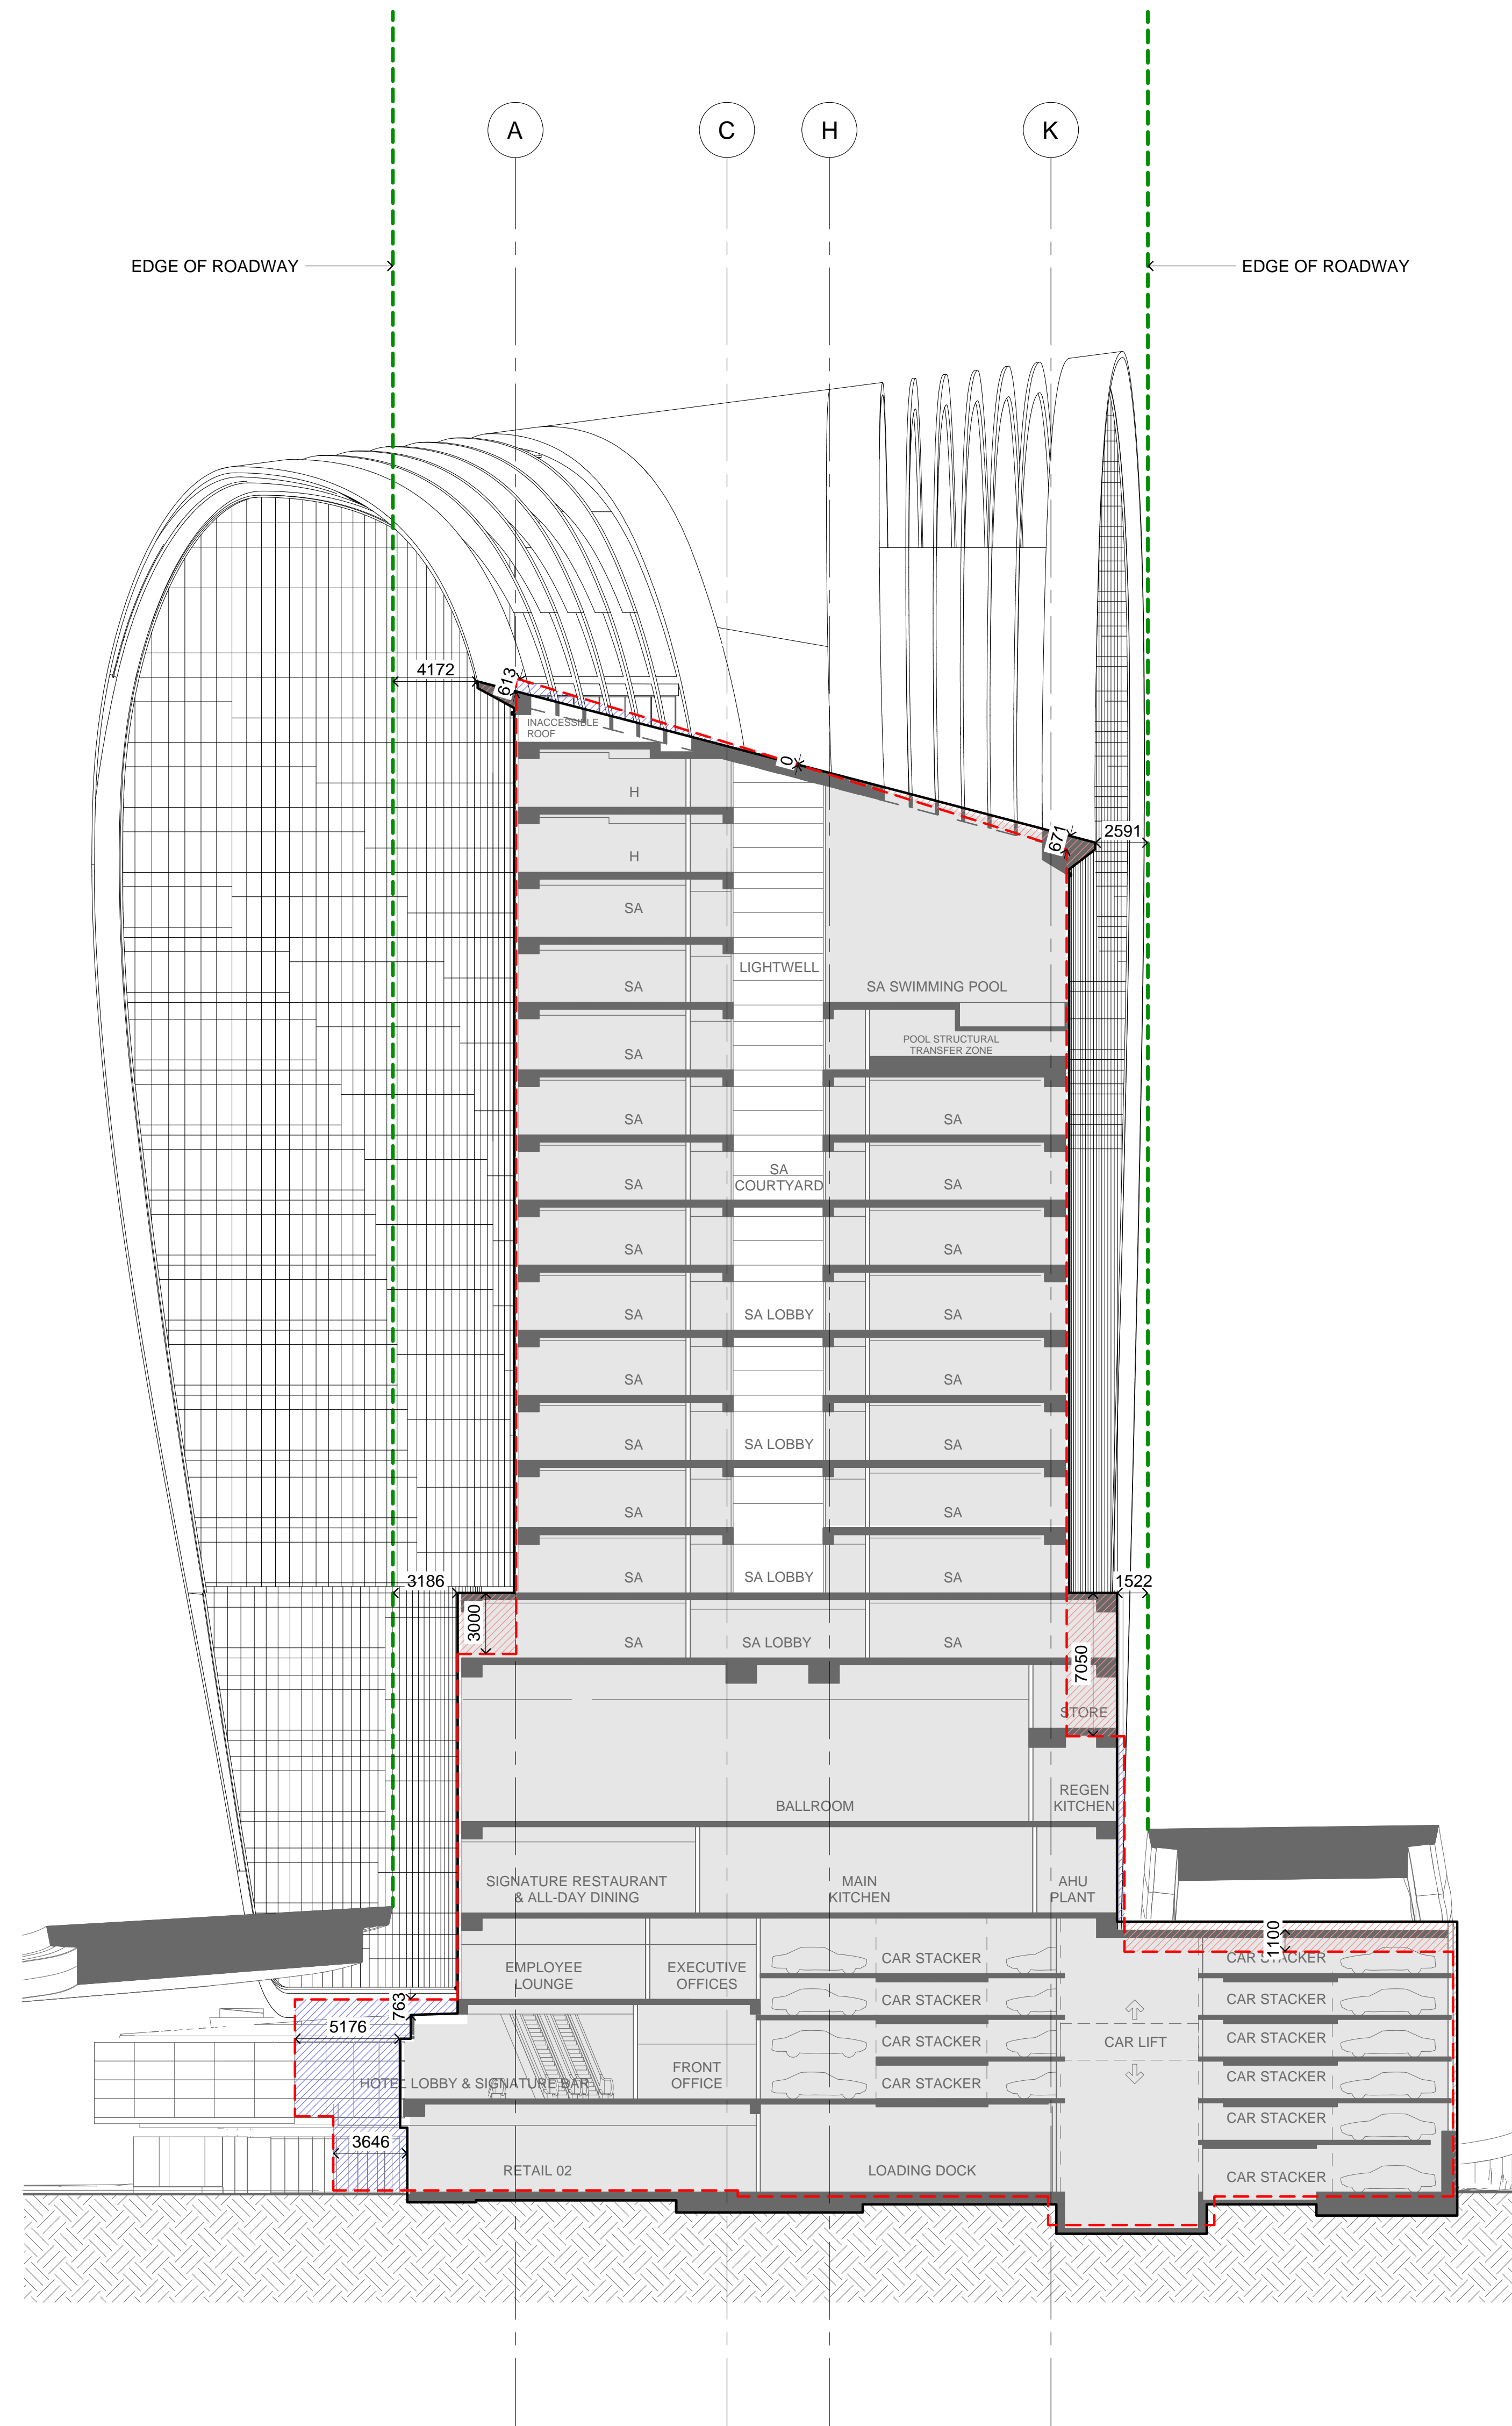 A C H K
EDGE OF ROADWAY EDGE OF ROADWAY
4172
613
INACCESSIBLE
ROOF
0
H
671
2591
H
SA
LIGHTWELL
SA SA SWIMMING POOL
POOL STRUCTURAL
TRANSFER ZONE
SA
SA SA
SA
COURTYARD
SA SA
SA SA
SA SA LOBBY SA
SA SA
SA SA LOBBY SA
SA SA
SA SA LOBBY SA
3186 1522
3000
SA SA LOBBY SA
7050
STORE
REGEN
KITCHEN
BALLROOM
SIGNATURE RESTAURANT
& ALL-DAY DINING
MAIN
KITCHEN
AHU
PLANT
1100
CAR STACKER CAR STACKER
EMPLOYEE
LOUNGE
EXECUTIVE
OFFICES
CAR STACKER CAR STACKER
763
5176
CAR STACKER CAR LIFT CAR STACKER
FRONT
OFFICE
HOTEL LOBBY & SIGNATURE BAR
CAR STACKER CAR STACKER
CAR STACKER
3646
RETAIL 02 LOADING DOCK CAR STACKER